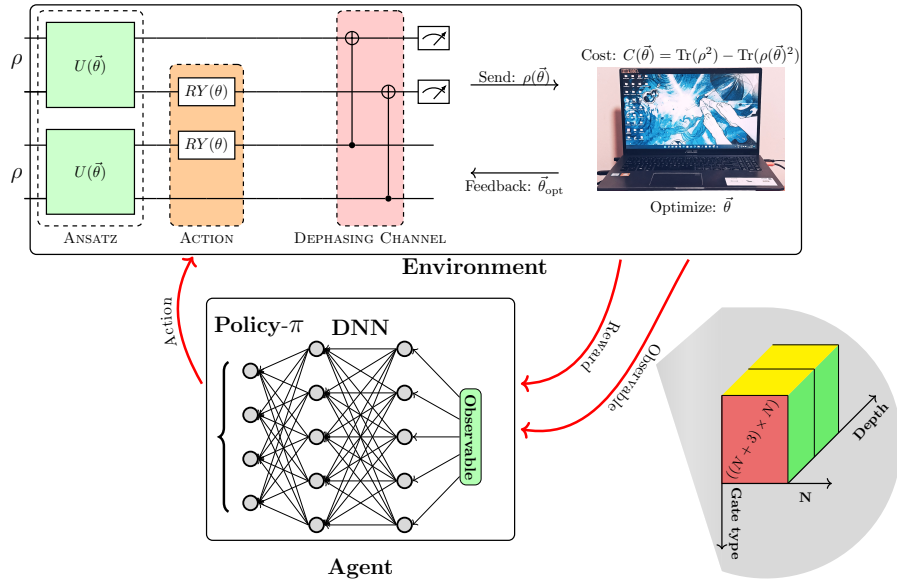 ρ
U(θ⃗)
RY(θ)
ρ
U(θ⃗)
RY(θ)
ANSATZ
ACTION
DEPHASING CHANNEL
Send: ρ(θ⃗)
Feedback: θ⃗opt
Cost: C(θ⃗) = Tr(ρ²) − Tr(ρ(θ⃗)²)
Optimize: θ⃗
Environment
Action
Reward
Observable
Policy-π
DNN
Observable
Agent
((N + 3) × N)
Depth
N
Gate type